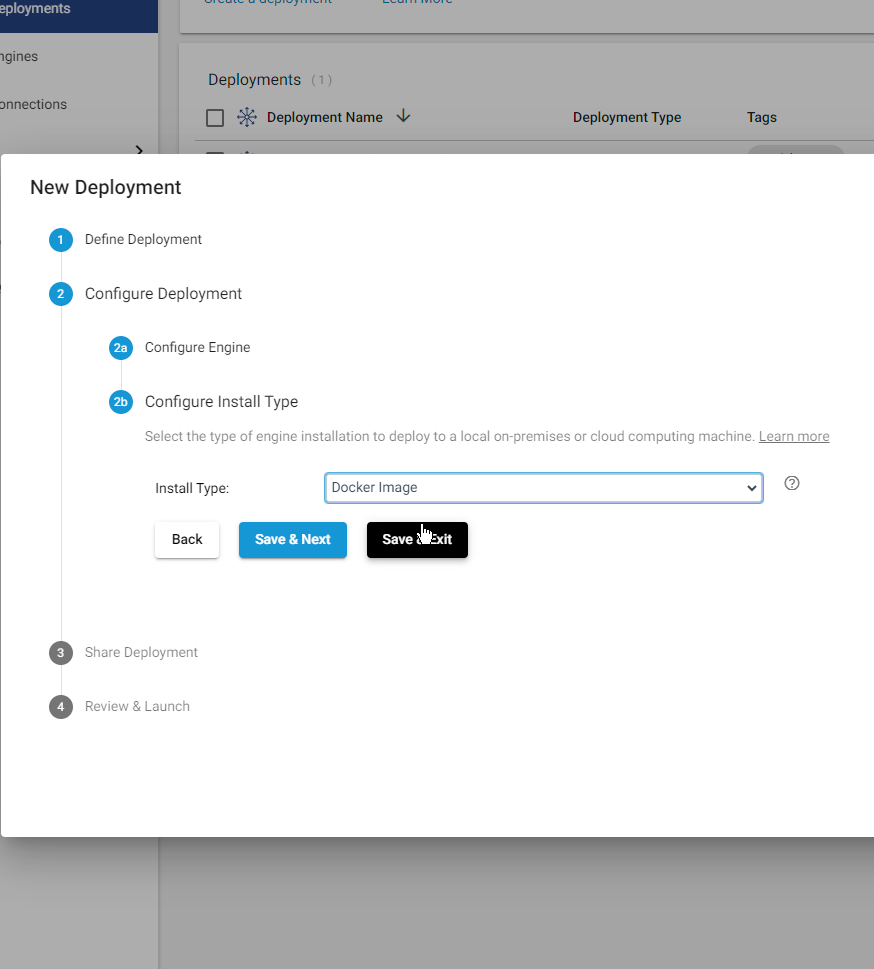 eployments
Create a deployment Learn More
ngines
Deployments (1)
onnections
Deployment Name Deployment Type Tags
New Deployment
1 Define Deployment
2 Configure Deployment
2a Configure Engine
2b Configure Install Type
Select the type of engine installation to deploy to a local on-premises or cloud computing machine. Learn more
Install Type: Docker Image
Back Save & Next Save & Exit
3 Share Deployment
4 Review & Launch